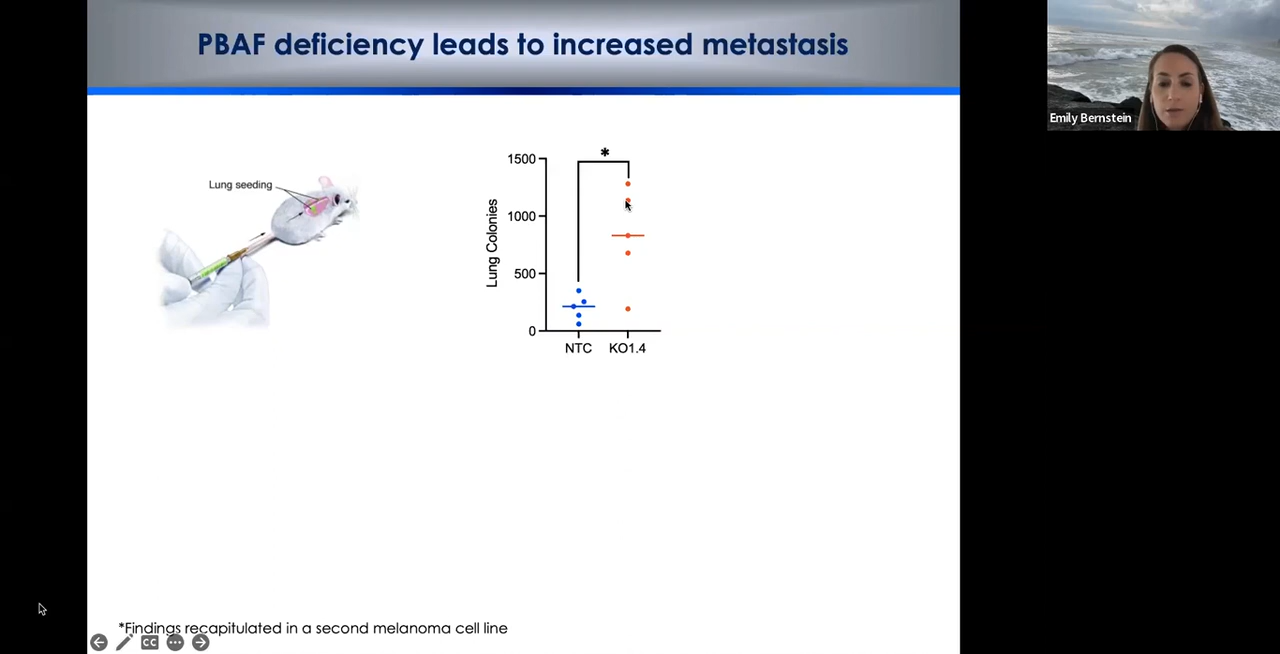 PBAF deficiency leads to increased metastasis
Emily Bernstein
Lung seeding
*
1500
1000
500
0
Lung Colonies
NTC KO1.4
*Findings recapitulated in a second melanoma cell line
CC